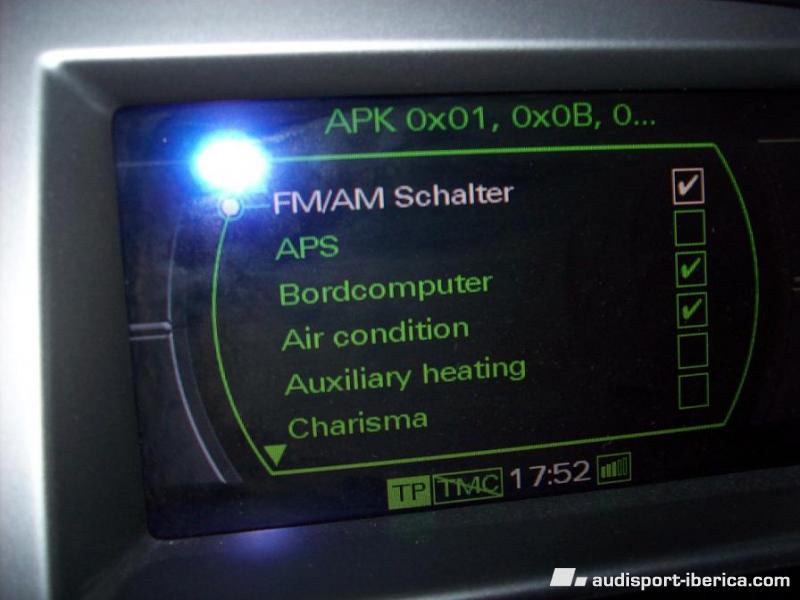 APK 0x01, 0x0B, 0...
FM/AM Schalter
APS
Bordcomputer
Air condition
Auxiliary heating
Charisma
TP TMC 17:52
audisport-iberica.com